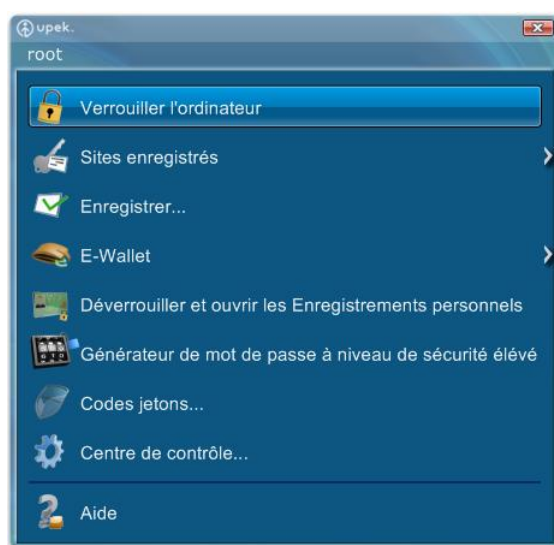 upek.
root
Verrouiller l'ordinateur
Sites enregistrés
Enregistrer...
E-Wallet
Déverrouiller et ouvrir les Enregistrements personnels
Générateur de mot de passe à niveau de sécurité élévé
Codes jetons...
Centre de contrôle...
Aide